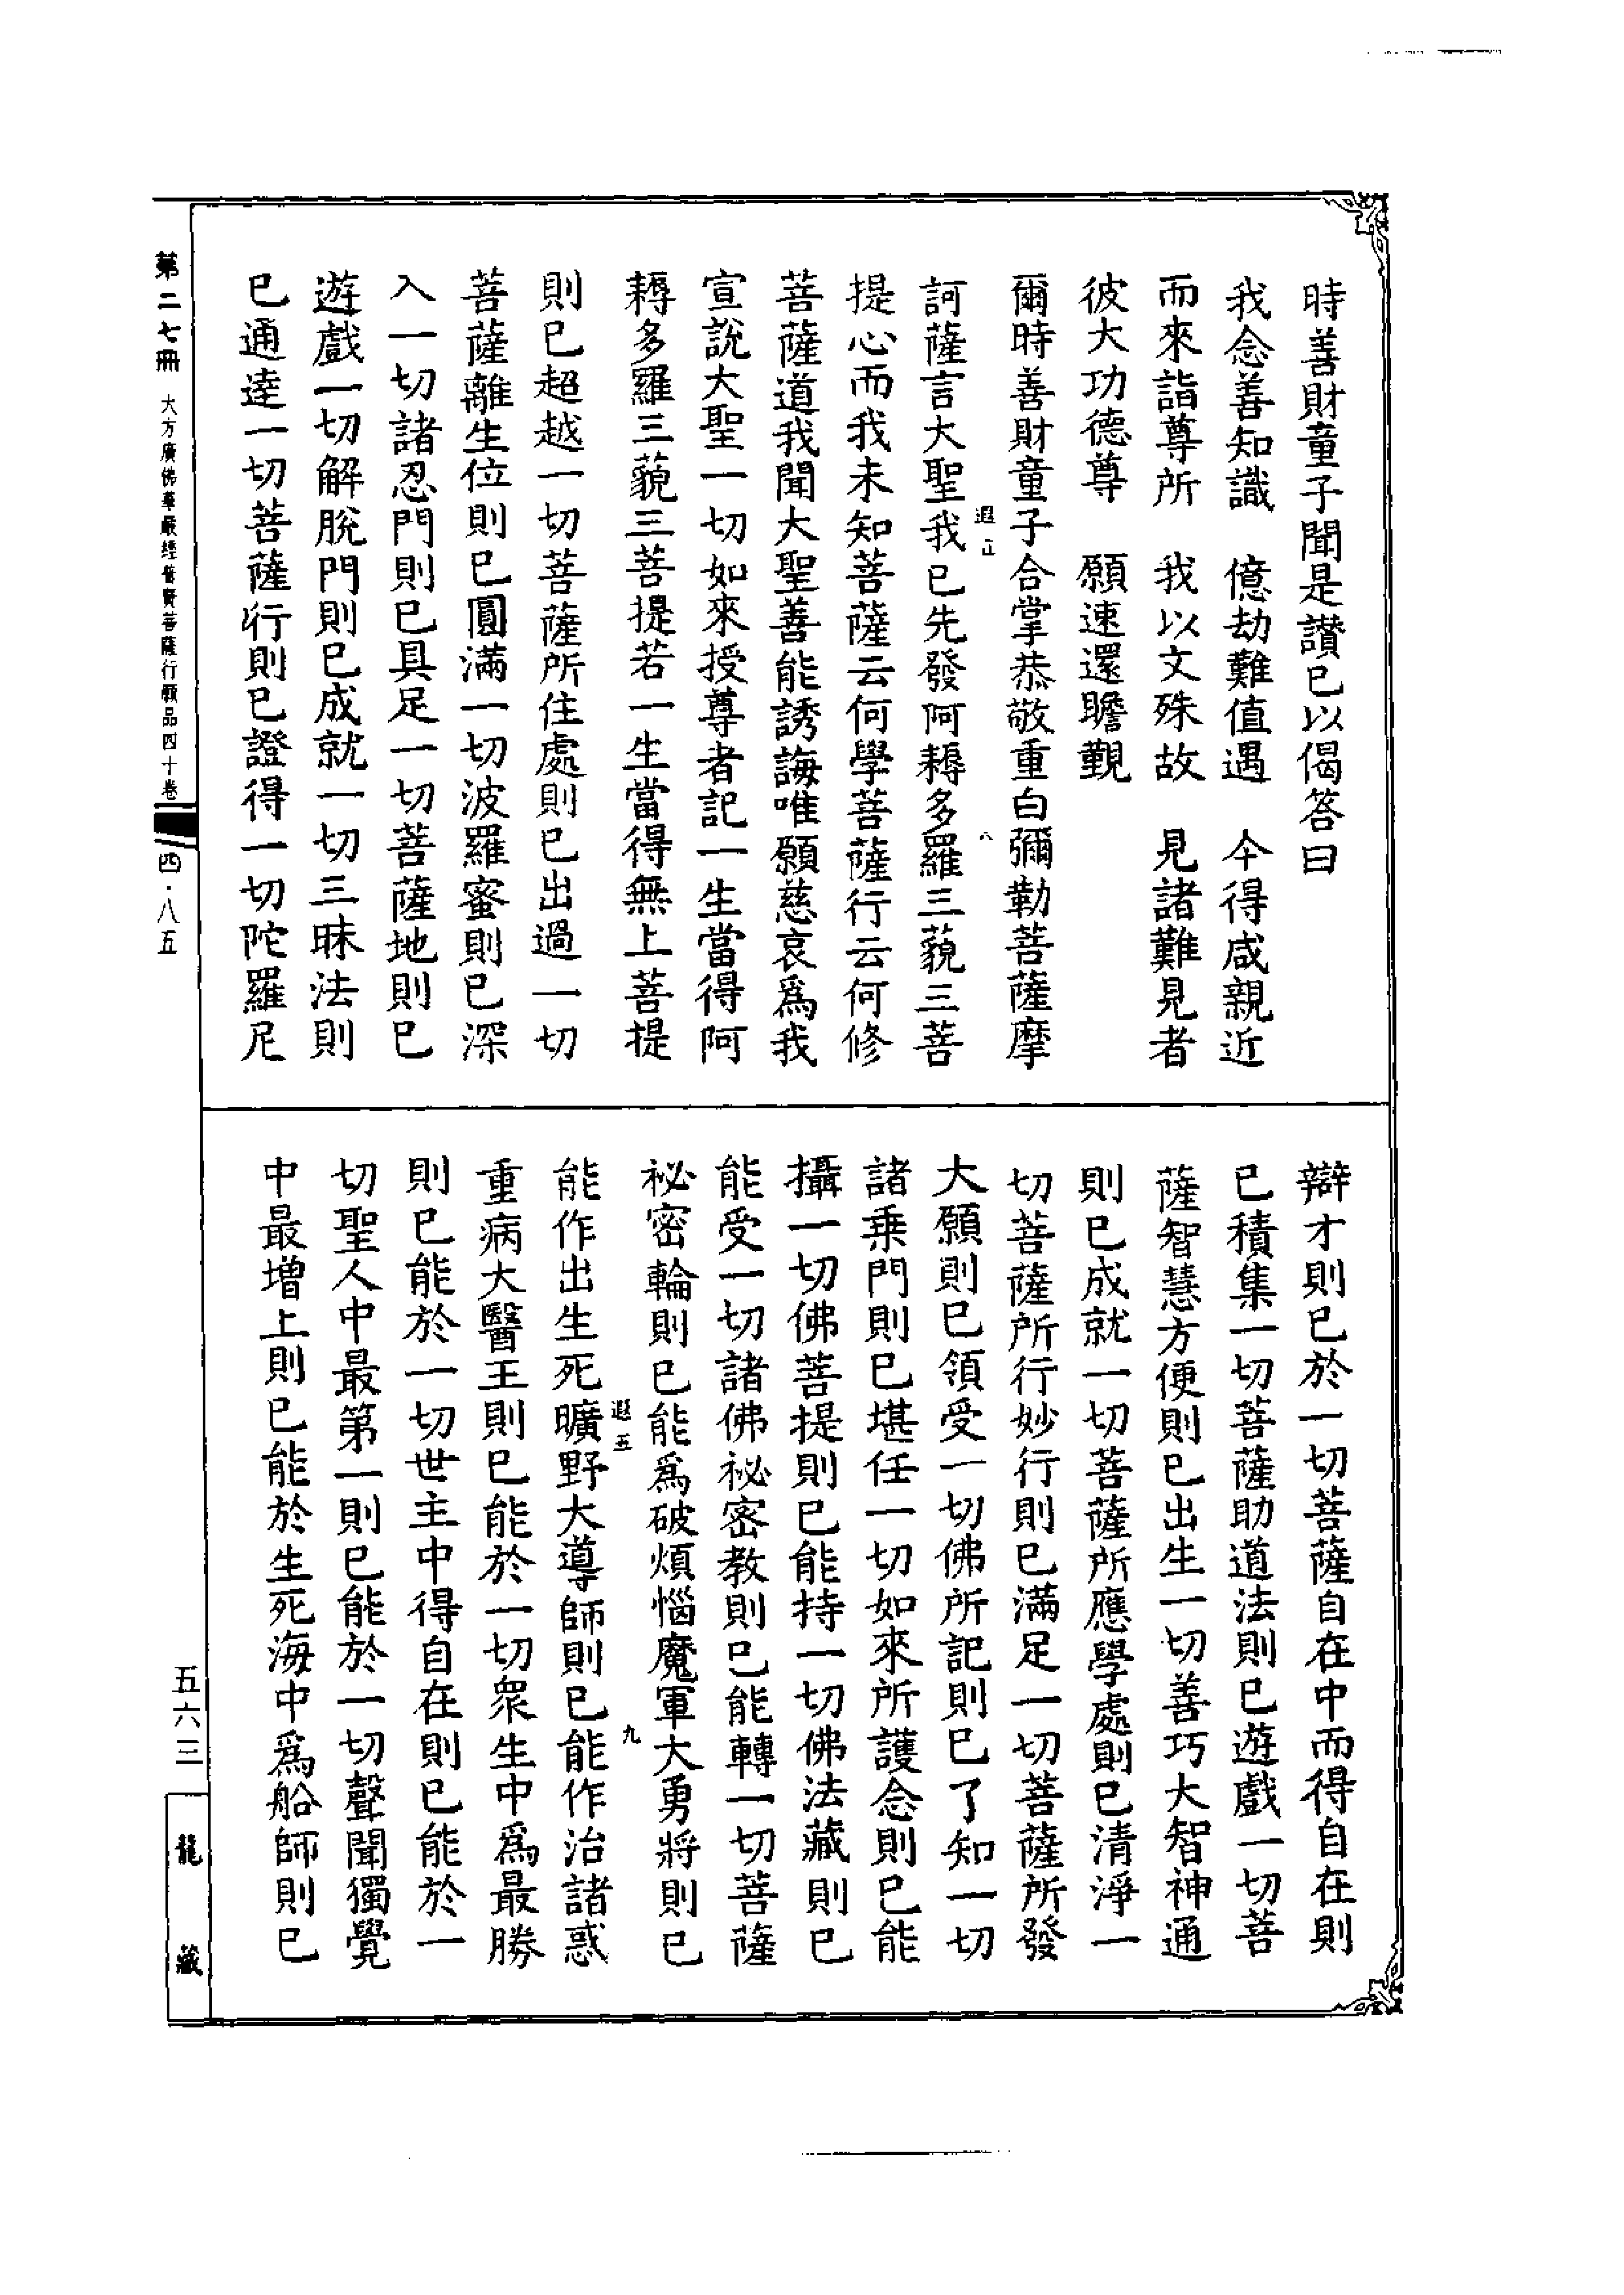 時善財童子聞是讚已以偈答曰
我念善知識　億劫難值遇　今得咸親近
而來詣尊所　我以文殊故　見諸難見者
彼大功德尊　願速還瞻覲
爾時善財童子合掌恭敬重白彌勒菩薩摩
訶薩言大聖我已先發阿耨多羅三藐三菩
提心而我未知菩薩云何學菩薩行云何修
菩薩道我聞大聖善能誘誨唯願慈哀爲我
宣說大聖一切如來授尊者記一生當得阿
耨多羅三藐三菩提若一生當得無上菩提
則已超越一切菩薩所住處則已出過一切
菩薩離生位則已圓滿一切波羅蜜則已深
入一切諸忍門則已具足一切菩薩地則已
遊戲一切解脫門則已成就一切三昧法則
已通達一切菩薩行則已證得一切陀羅尼
辯才則已於一切菩薩自在中而得自在則
已積集一切菩薩助道法則已遊戲一切菩
薩智慧方便則已出生一切善巧大智神通
則已成就一切菩薩所應學處則已清淨一
切菩薩所行妙行則已滿足一切菩薩所發
大願則已領受一切佛所記則已了知一切
諸乘門則已堪任一切如來所護念則已能
攝一切佛菩提則已能持一切佛法藏則已
能受一切諸佛祕密教則已能轉一切菩薩
祕密輪則已能爲破煩惱魔軍大勇將則已
能作出生死曠野大導師則已能作治諸惑
重病大醫王則已能於一切眾生中爲最勝
則已能於一切世主中得自在則已能於一
切聖人中最第一則已能於一切聲聞獨覺
中最增上則已能於生死海中爲船師則已
遐五
八
遐五
九
第二七冊　大方廣佛華嚴經普賢菩薩行願品四十卷
四·八五
五六三
龍藏